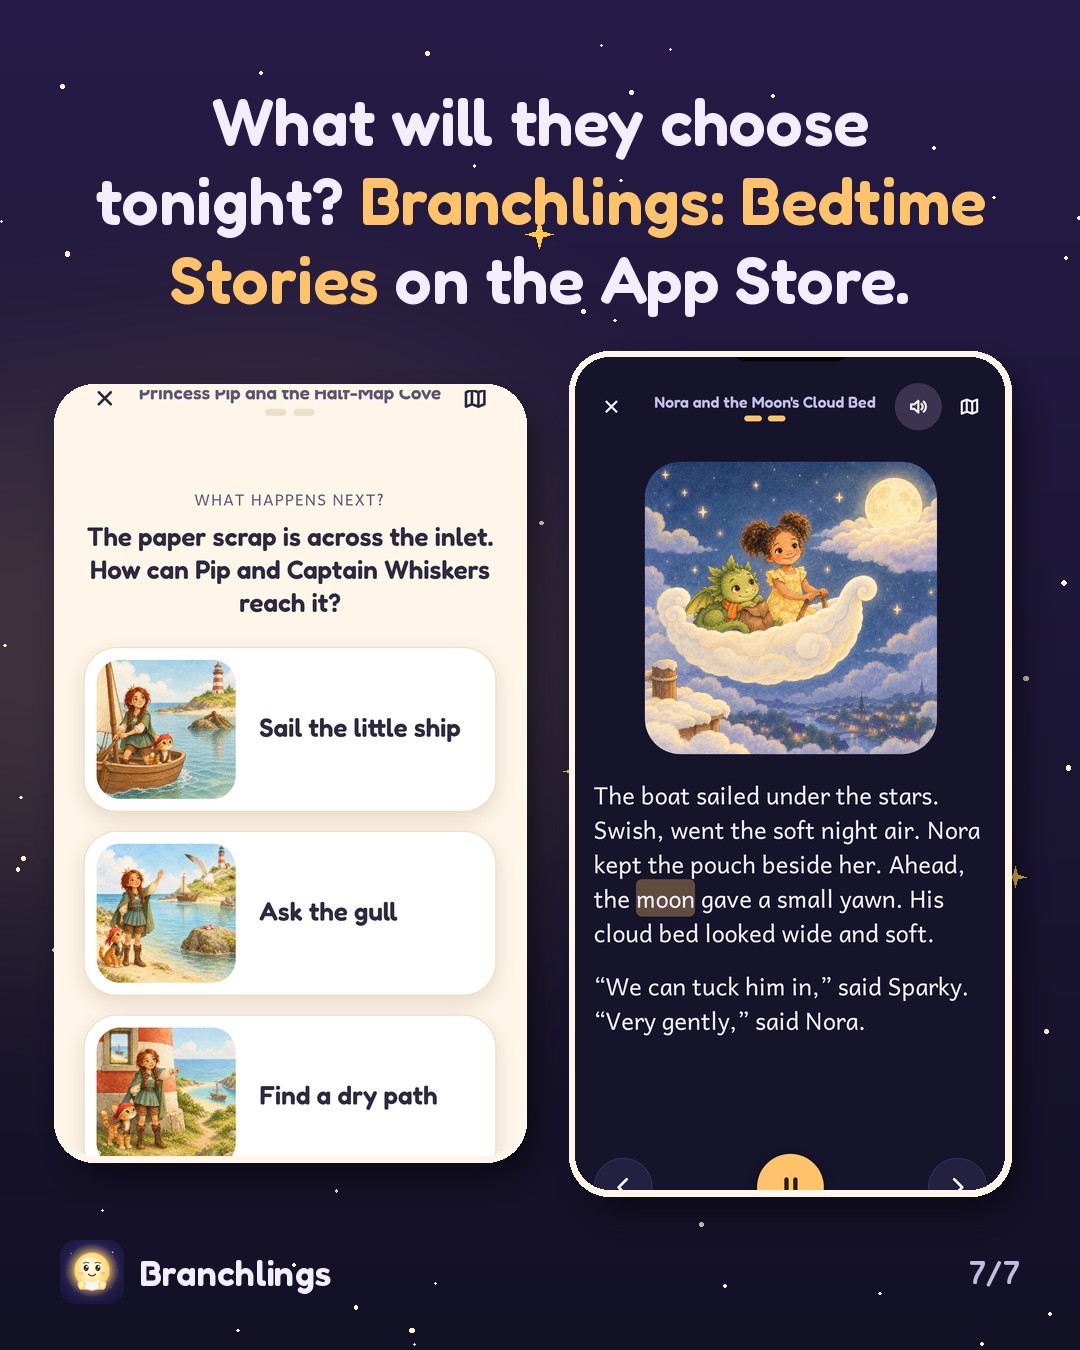 What will they choose
tonight? Branchlings: Bedtime
Stories on the App Store.
Princess Pip and the Half-Map Cove
WHAT HAPPENS NEXT?
The paper scrap is across the inlet.
How can Pip and Captain Whiskers
reach it?
Sail the little ship
Ask the gull
Find a dry path
Nora and the Moon's Cloud Bed
The boat sailed under the stars.
Swish, went the soft night air. Nora
kept the pouch beside her. Ahead,
the moon gave a small yawn. His
cloud bed looked wide and soft.
“We can tuck him in,” said Sparky.
“Very gently,” said Nora.
Branchlings
7/7